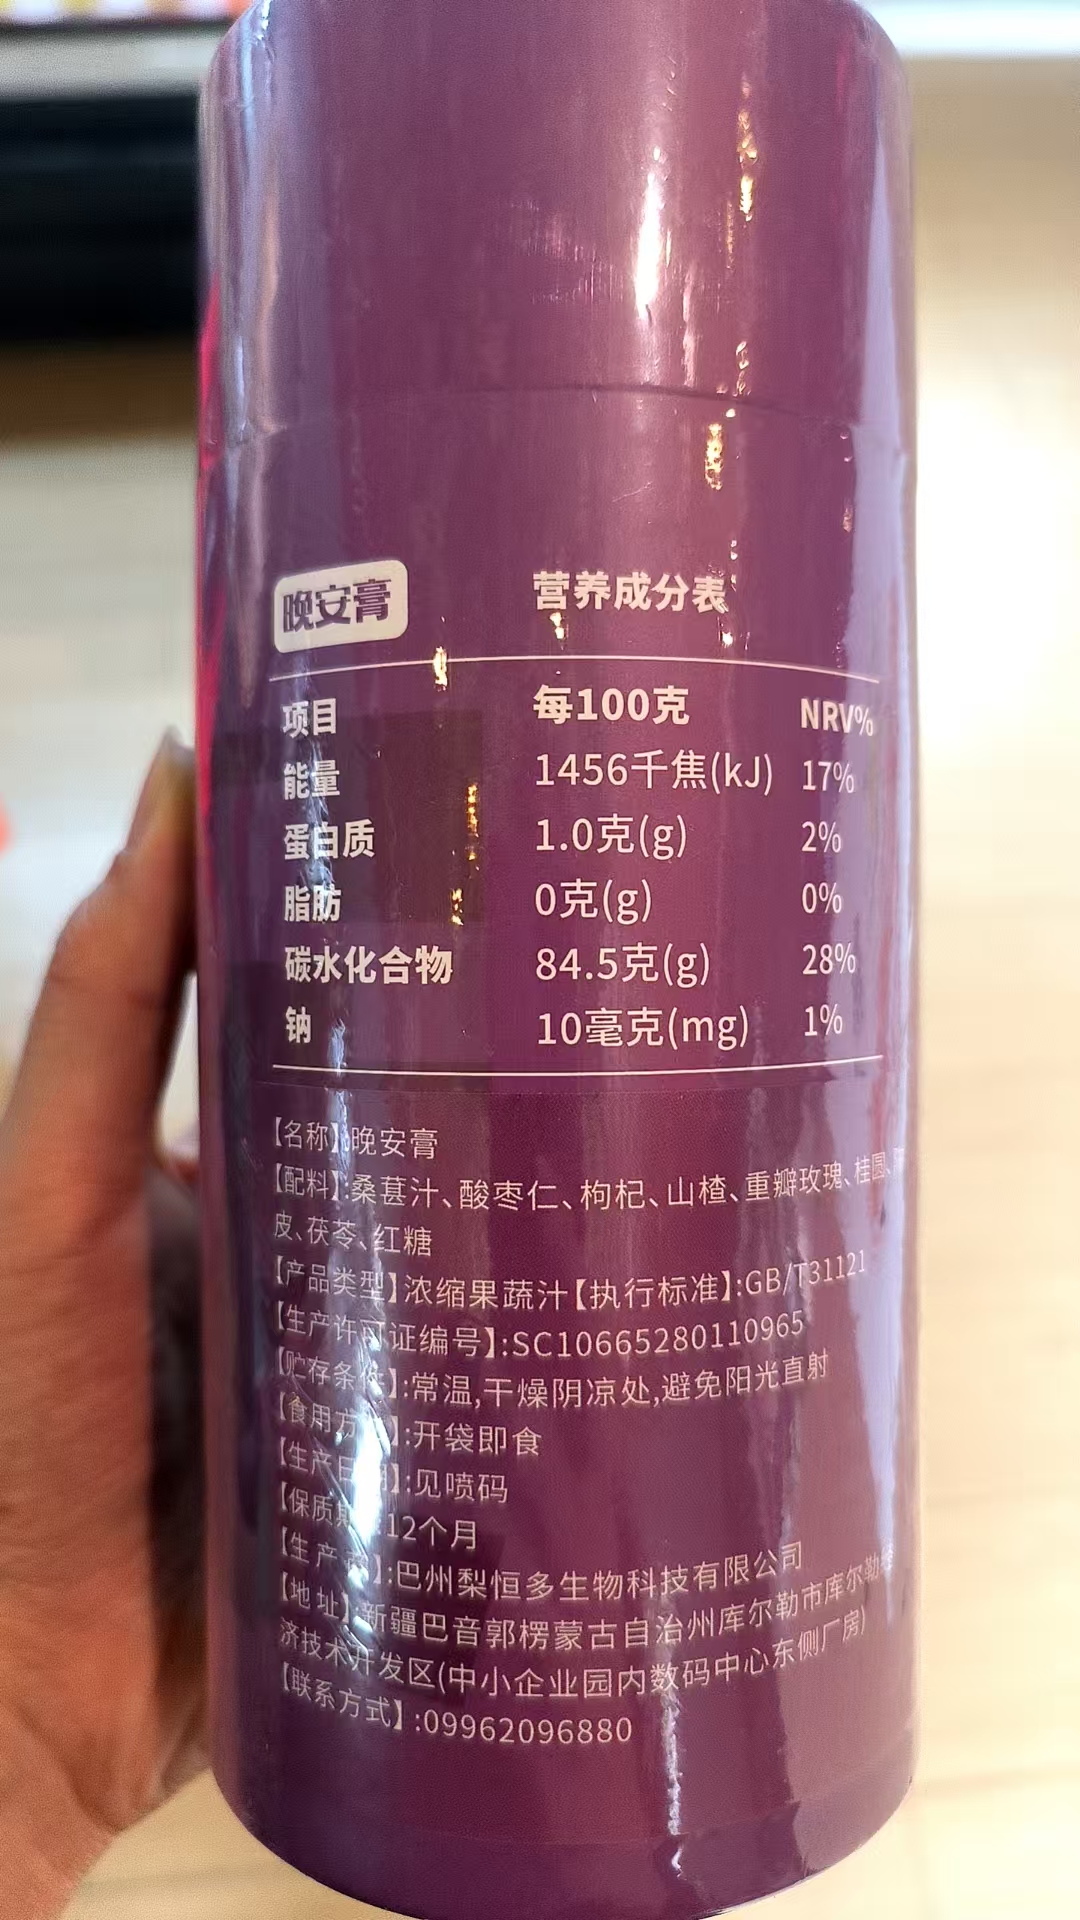 晚安膏 营养成分表
项目 每100克 NRV%
能量 1456千焦(kJ) 17%
蛋白质 1.0克(g) 2%
脂肪 0克(g) 0%
碳水化合物 84.5克(g) 28%
钠 10毫克(mg) 1%
【名称】:晚安膏
【配料】:桑葚汁、酸枣仁、枸杞、山楂、重瓣玫瑰、桂圆、
皮、茯苓、红糖
【产品类型】浓缩果蔬汁【执行标准】:GB/T31121
【生产许可证编号】:SC10665280110965
【贮存条件】:常温,干燥阴凉处,避免阳光直射
【食用方】:开袋即食
【生产日期】:见喷码
【保质期:12个月
【生产】:巴州梨恒多生物科技有限公司
【地址】:新疆巴音郭楞蒙古自治州库尔勒市库尔勒
济技术开发区(中小企业园内数码中心东侧厂房)
【联系方式】:09962096880